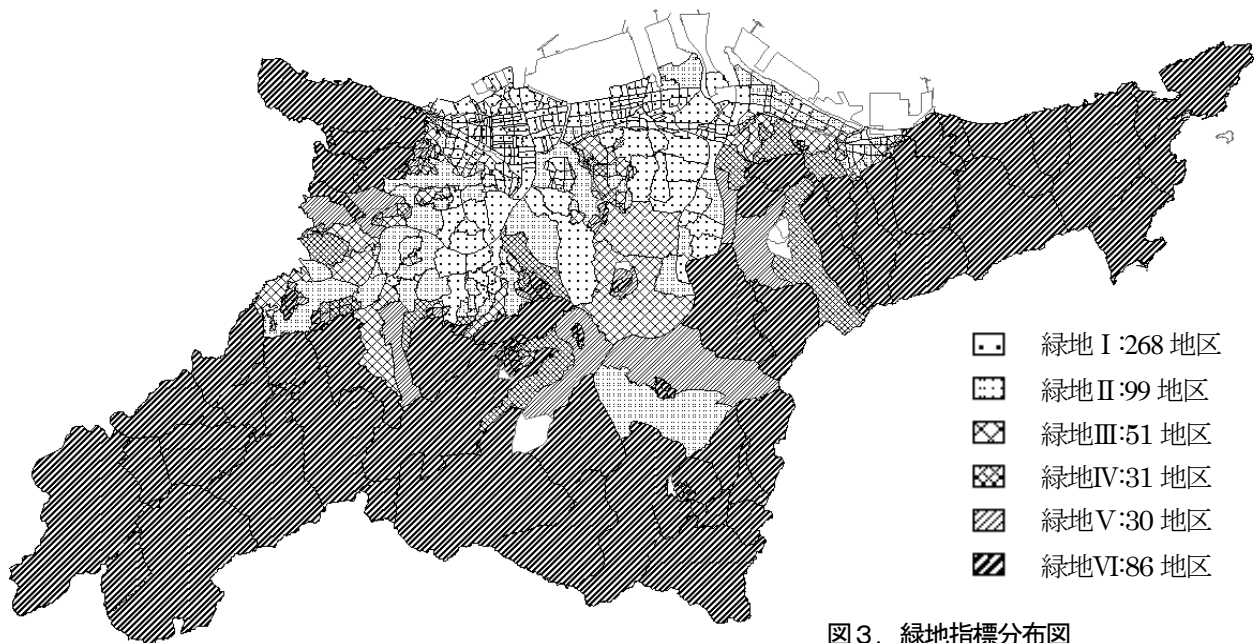 緑地Ⅰ:268 地区
緑地Ⅱ:99 地区
緑地Ⅲ:51 地区
緑地Ⅳ:31 地区
緑地Ⅴ:30 地区
緑地Ⅵ:86 地区
図3．緑地指標分布図